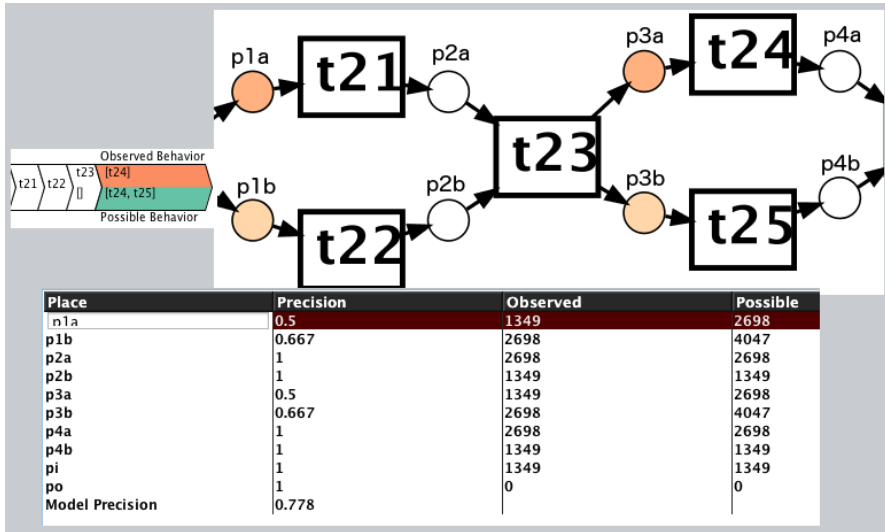 p1a
t21
p2a
p3a
t24
p4a
t23
Observed Behavior
t21
t22
t23
[t24]
[]
[t24, t25]
Possible Behavior
p1b
t22
p2b
p3b
t25
p4b
Place Precision Observed Possible
p1a 0.5 1349 2698
p1b 0.667 2698 4047
p2a 1 2698 2698
p2b 1 1349 1349
p3a 0.5 1349 2698
p3b 0.667 2698 4047
p4a 1 2698 2698
p4b 1 1349 1349
pi 1 1349 1349
po 1 0 0
Model Precision 0.778